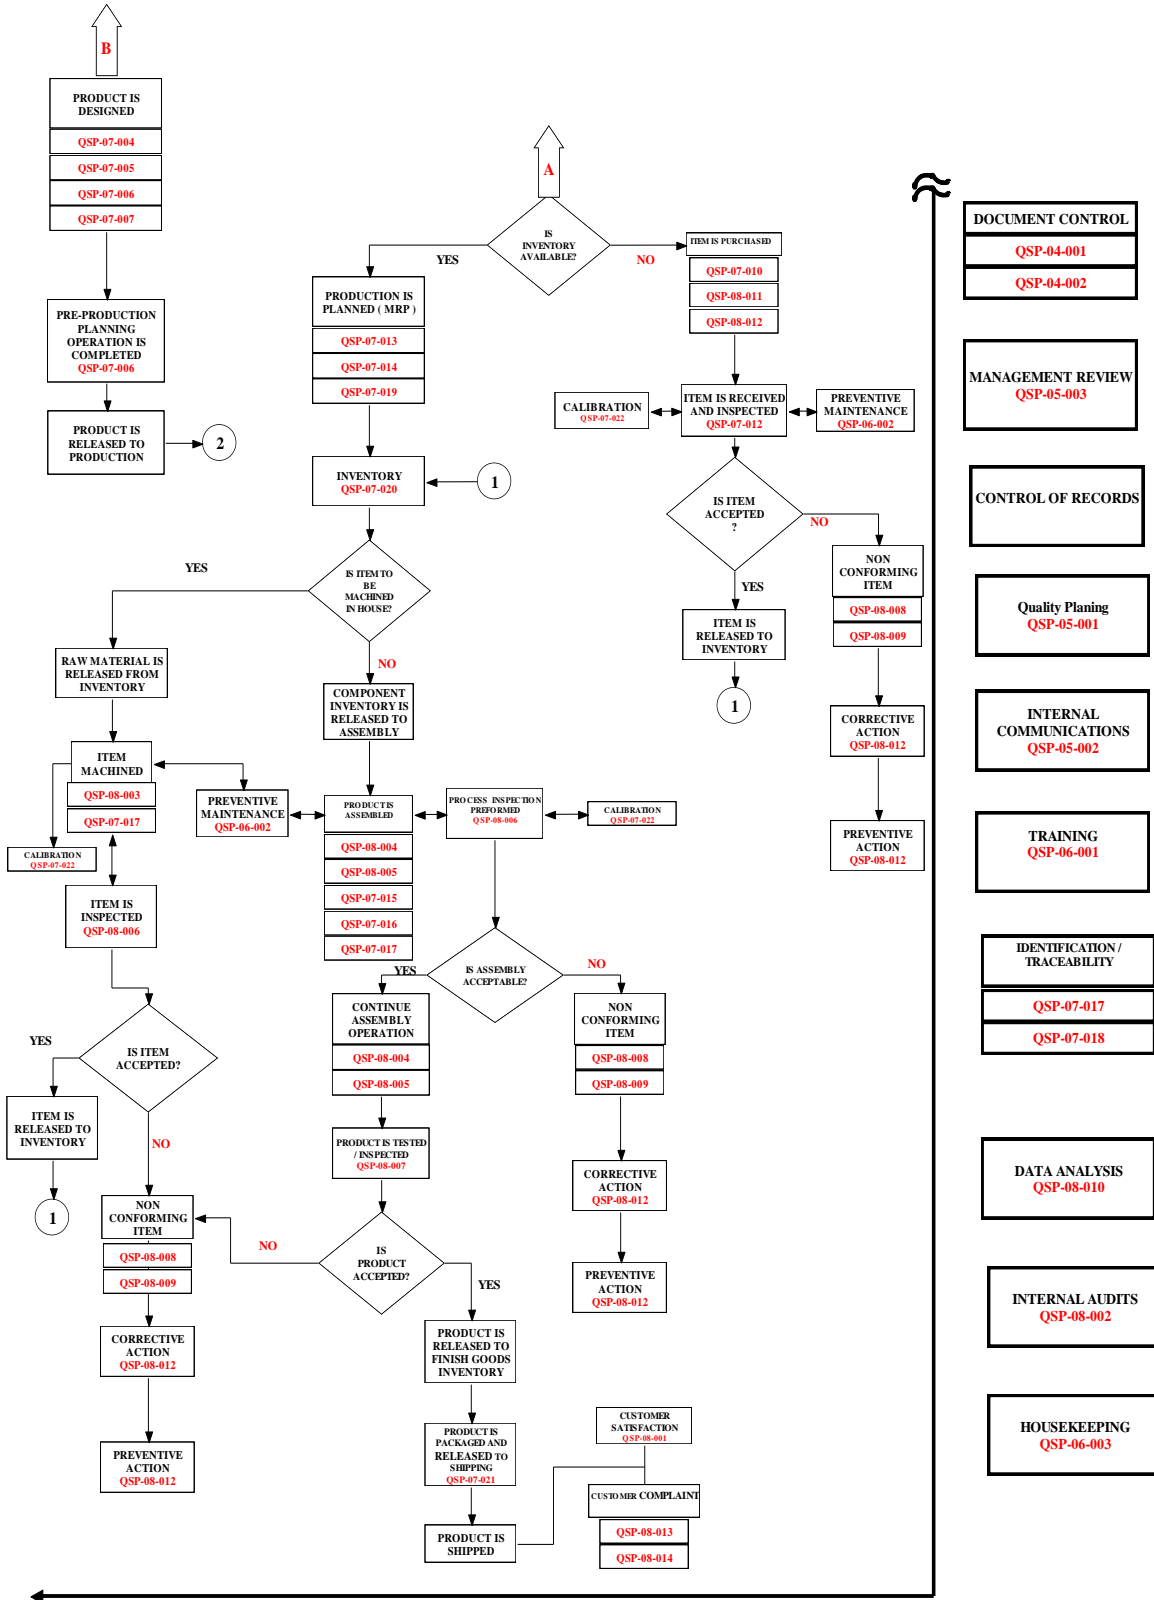 B
PRODUCT IS
DESIGNED
QSP-07-004
QSP-07-005
QSP-07-006
QSP-07-007
PRE-PRODUCTION
PLANNING
OPERATION IS
COMPLETED
QSP-07-006
PRODUCT IS
RELEASED TO
PRODUCTION
2
A
IS
INVENTORY
AVAILABLE?
YES
NO
PRODUCTION IS
PLANNED ( MRP )
QSP-07-013
QSP-07-014
QSP-07-019
INVENTORY
QSP-07-020
1
ITEM IS PURCHASED
QSP-07-010
QSP-08-011
QSP-08-012
CALIBRATION
QSP-07-022
ITEM IS RECEIVED
AND INSPECTED
QSP-07-012
PREVENTIVE
MAINTENANCE
QSP-06-002
IS ITEM
ACCEPTED
?
NO
YES
ITEM IS
RELEASED TO
INVENTORY
1
NON
CONFORMING
ITEM
QSP-08-008
QSP-08-009
CORRECTIVE
ACTION
QSP-08-012
PREVENTIVE
ACTION
QSP-08-012
IS ITEM TO
BE
MACHINED
IN HOUSE?
YES
NO
RAW MATERIAL IS
RELEASED FROM
INVENTORY
ITEM
MACHINED
QSP-08-003
QSP-07-017
CALIBRATION
QSP-07-022
ITEM IS
INSPECTED
QSP-08-006
PREVENTIVE
MAINTENANCE
QSP-06-002
COMPONENT
INVENTORY IS
RELEASED TO
ASSEMBLY
PRODUCT IS
ASSEMBLED
QSP-08-004
QSP-08-005
QSP-07-015
QSP-07-016
QSP-07-017
PROCESS INSPECTION
PREFORMED
QSP-08-006
CALIBRATION
QSP-07-022
IS ASSEMBLY
ACCEPTABLE?
YES
NO
CONTINUE
ASSEMBLY
OPERATION
QSP-08-004
QSP-08-005
NON
CONFORMING
ITEM
QSP-08-008
QSP-08-009
CORRECTIVE
ACTION
QSP-08-012
PREVENTIVE
ACTION
QSP-08-012
IS ITEM
ACCEPTED?
YES
NO
ITEM IS
RELEASED TO
INVENTORY
1
NON
CONFORMING
ITEM
QSP-08-008
QSP-08-009
CORRECTIVE
ACTION
QSP-08-012
PREVENTIVE
ACTION
QSP-08-012
PRODUCT IS TESTED
/ INSPECTED
QSP-08-007
IS
PRODUCT
ACCEPTED?
NO
YES
PRODUCT IS
RELEASED TO
FINISH GOODS
INVENTORY
PRODUCT IS
PACKAGED AND
RELEASED TO
SHIPPING
QSP-07-021
PRODUCT IS
SHIPPED
CUSTOMER
SATISFACTION
QSP-08-001
CUSTOMER COMPLAINT
QSP-08-013
QSP-08-014
DOCUMENT CONTROL
QSP-04-001
QSP-04-002
MANAGEMENT REVIEW
QSP-05-003
CONTROL OF RECORDS
Quality Planing
QSP-05-001
INTERNAL
COMMUNICATIONS
QSP-05-002
TRAINING
QSP-06-001
IDENTIFICATION /
TRACEABILITY
QSP-07-017
QSP-07-018
DATA ANALYSIS
QSP-08-010
INTERNAL AUDITS
QSP-08-002
HOUSEKEEPING
QSP-06-003